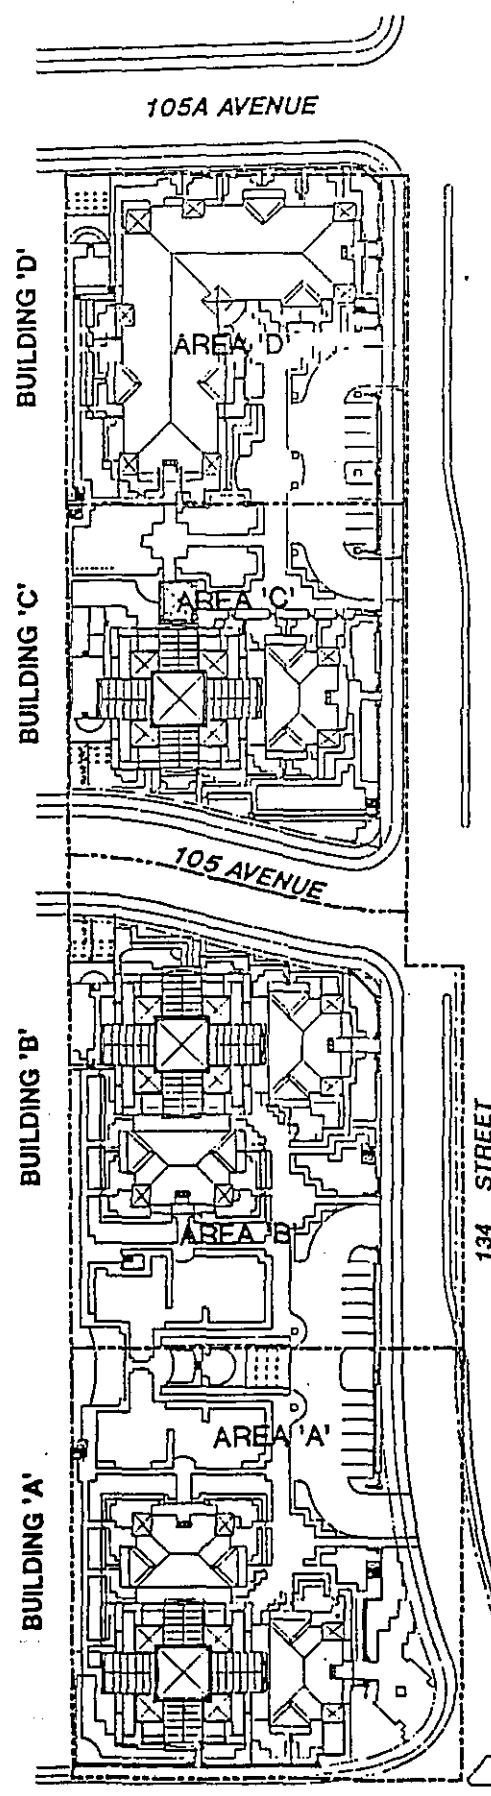 105A AVENUE
BUILDING 'D'
AREA 'D'
BUILDING 'C'
AREA 'C'
105 AVENUE
BUILDING 'B'
134 STREET
AREA 'B'
AREA 'A'
BUILDING 'A'